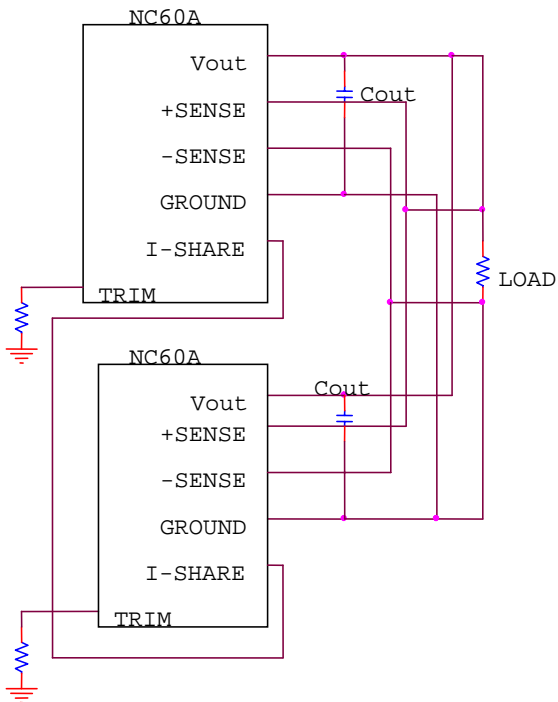 NC60A
Vout
Cout
+SENSE
-SENSE
GROUND
I-SHARE
LOAD
TRIM
NC60A
Cout
Vout
+SENSE
-SENSE
GROUND
I-SHARE
TRIM